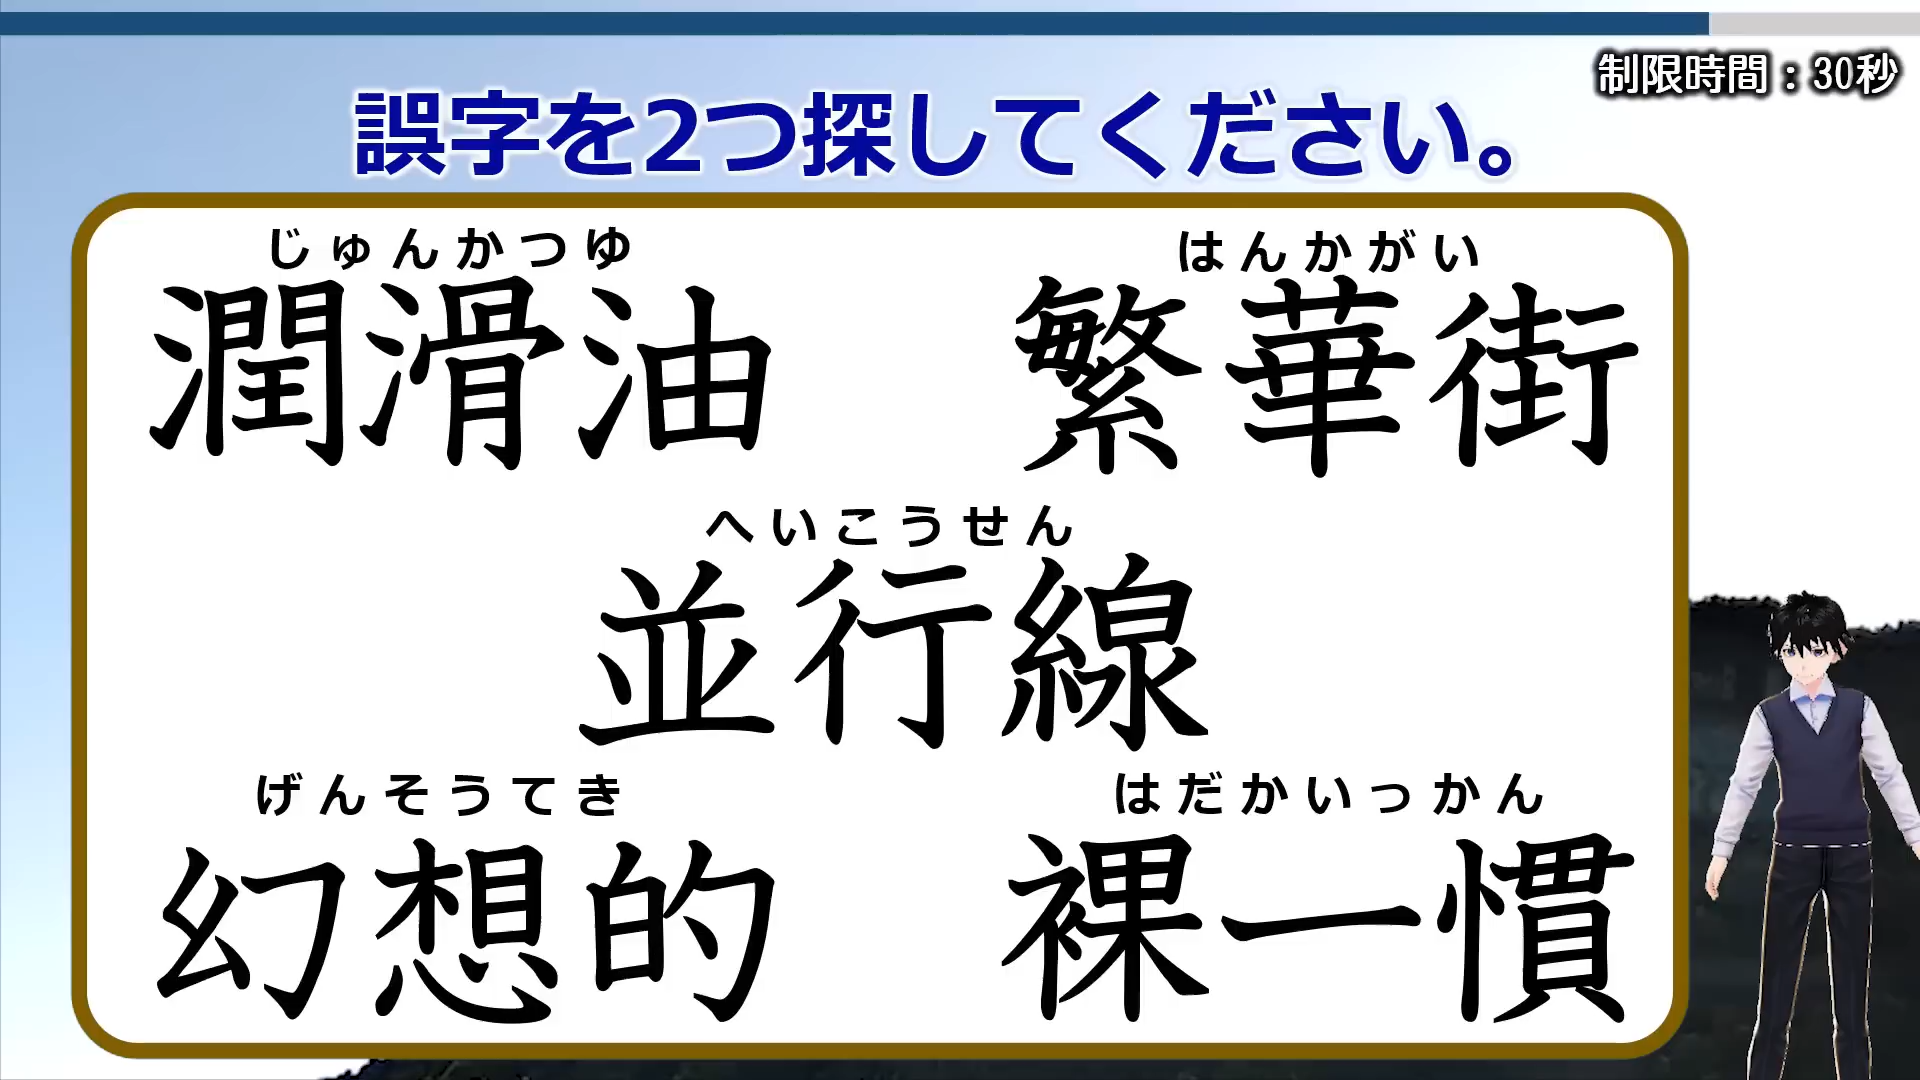 制限時間：30秒
誤字を2つ探してください。
じゅんかつゆ
潤滑油
はんかがい
繁華街
へいこうせん
並行線
げんそうてき
幻想的
はだかいっかん
裸一慣